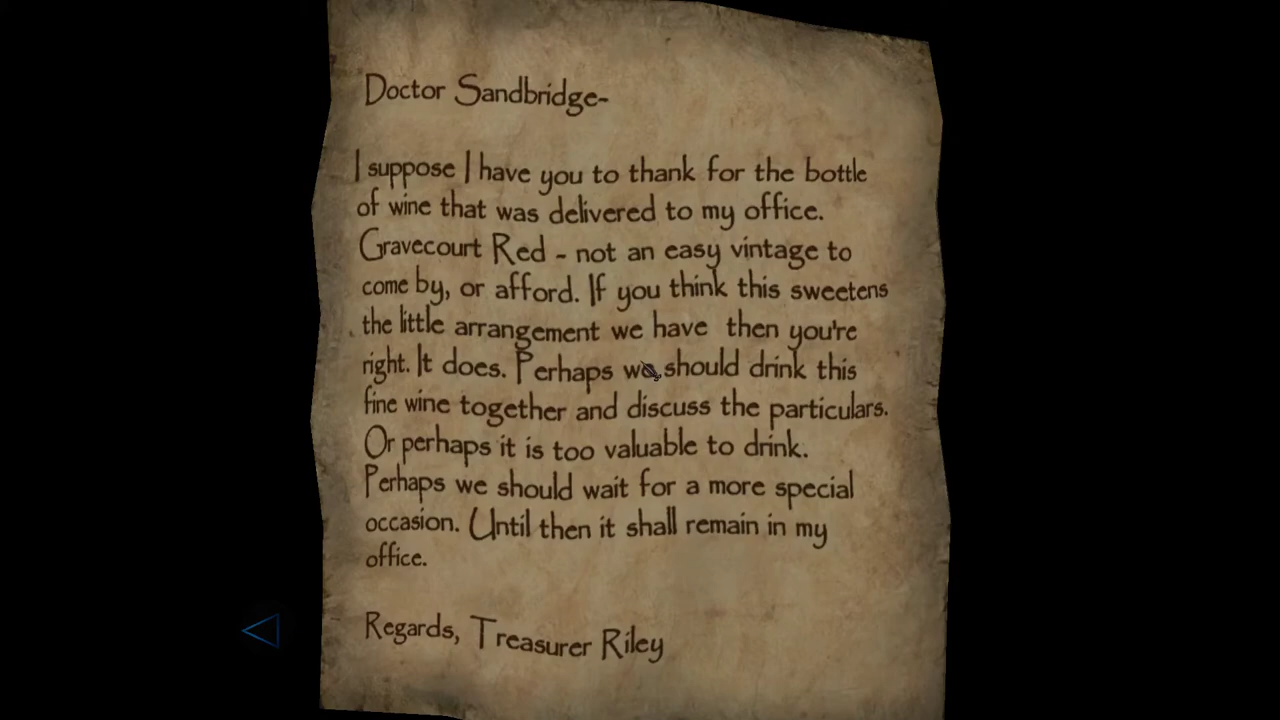 Doctor Sandbridge-
I suppose I have you to thank for the bottle
of wine that was delivered to my office.
Gravecourt Red - not an easy vintage to
come by, or afford. If you think this sweetens
the little arrangement we have then you're
right. It does. Perhaps we should drink this
fine wine together and discuss the particulars.
Or perhaps it is too valuable to drink.
Perhaps we should wait for a more special
occasion. Until then it shall remain in my
office.
Regards, Treasurer Riley